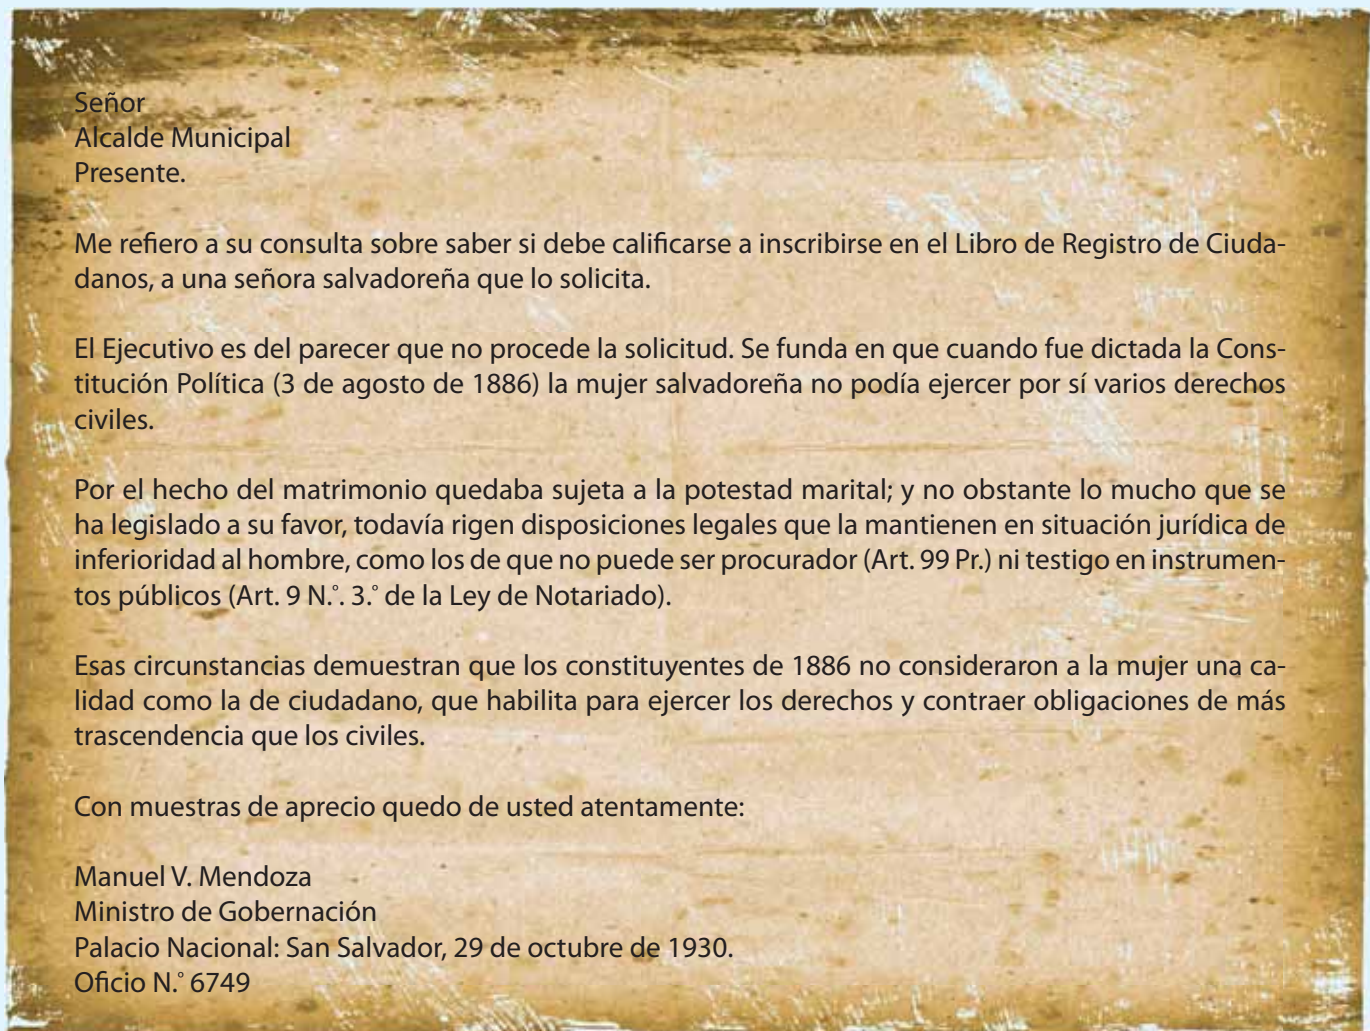 Señor
Alcalde Municipal
Presente.
Me refiero a su consulta sobre saber si debe calificarse a inscribirse en el Libro de Registro de Ciuda-
danos, a una señora salvadoreña que lo solicita.
El Ejecutivo es del parecer que no procede la solicitud. Se funda en que cuando fue dictada la Cons-
titución Política (3 de agosto de 1886) la mujer salvadoreña no podía ejercer por sí varios derechos
civiles.
Por el hecho del matrimonio quedaba sujeta a la potestad marital; y no obstante lo mucho que se
ha legislado a su favor, todavía rigen disposiciones legales que la mantienen en situación jurídica de
inferioridad al hombre, como los de que no puede ser procurador (Art. 99 Pr.) ni testigo en instrumen-
tos públicos (Art. 9 N.°. 3.° de la Ley de Notariado).
Esas circunstancias demuestran que los constituyentes de 1886 no consideraron a la mujer una ca-
lidad como la de ciudadano, que habilita para ejercer los derechos y contraer obligaciones de más
trascendencia que los civiles.
Con muestras de aprecio quedo de usted atentamente:
Manuel V. Mendoza
Ministro de Gobernación
Palacio Nacional: San Salvador, 29 de octubre de 1930.
Oficio N.° 6749